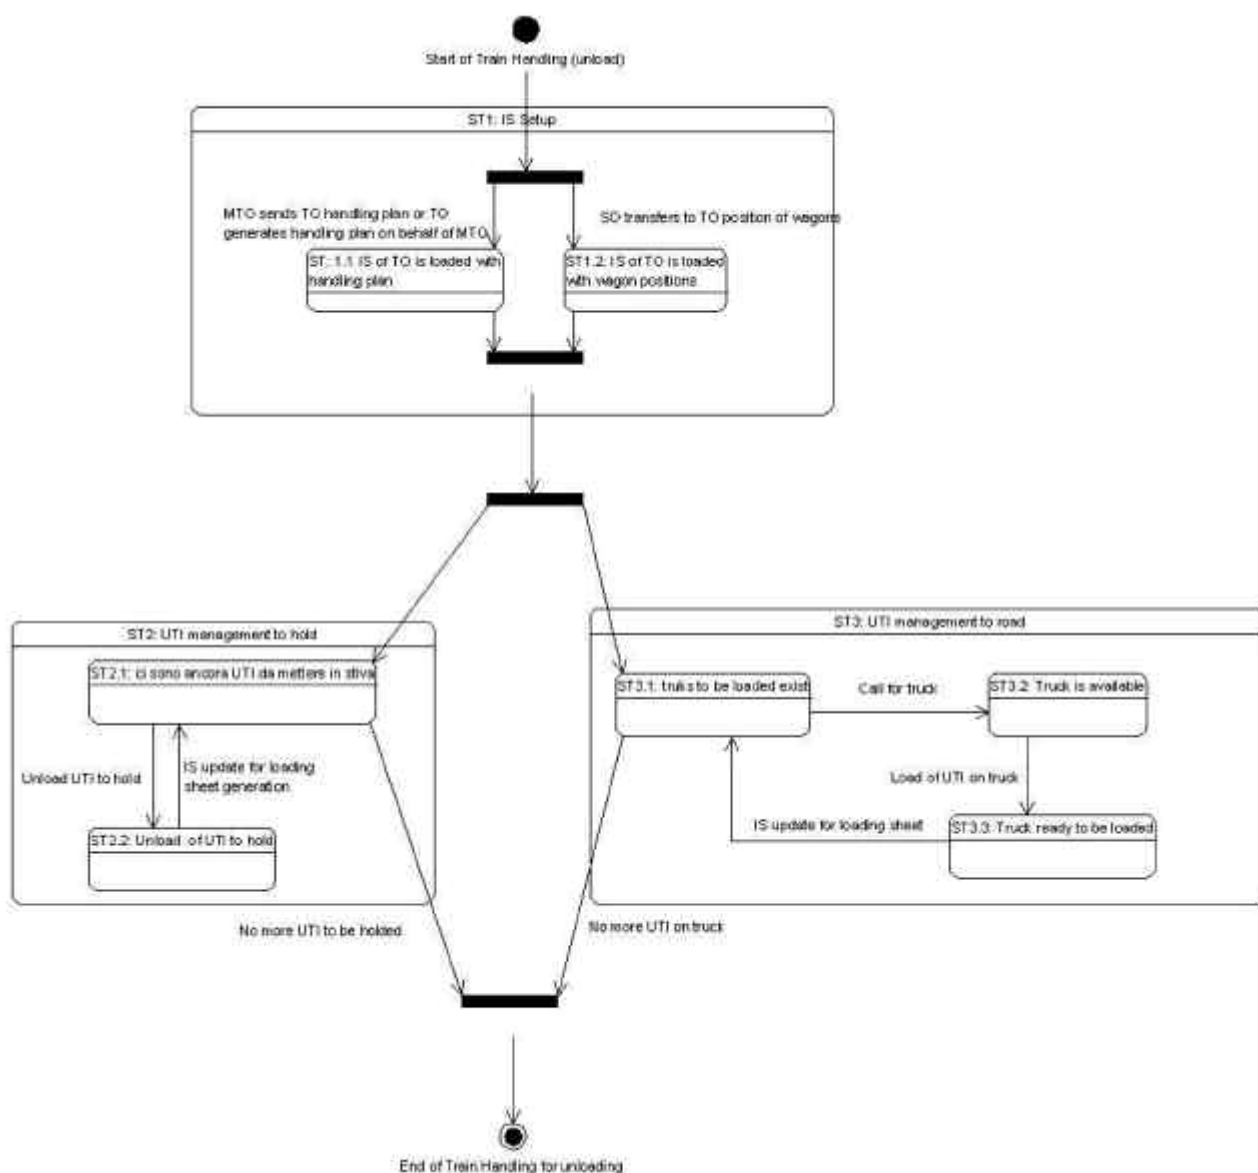 Start of Train Handling (unload)
ST1: IS Setup
MTO sends TO handling plan or TO
generates handling plan on behalf of MTO
SO transfers to TO position of wagons
ST: 1.1 IS of TO is loaded with
handling plan
ST1.2: IS of TO is loaded
with wagon positions
ST2: UTI management to hold
ST3: UTI management to road
ST2.1: ci sono ancora UTI da mettere in stiva
ST3.1: truks to be loaded exist
Call for truck
ST3.2: Truck is available
Unload UTI to hold
IS update for loading
sheet generation
Load of UTI on truck
IS update for loading sheet
ST3.3: Truck ready to be loaded
ST2.2: Unload of UTI to hold
No more UTI to be holded
No more UTI on truck
End of Train Handling for unloading